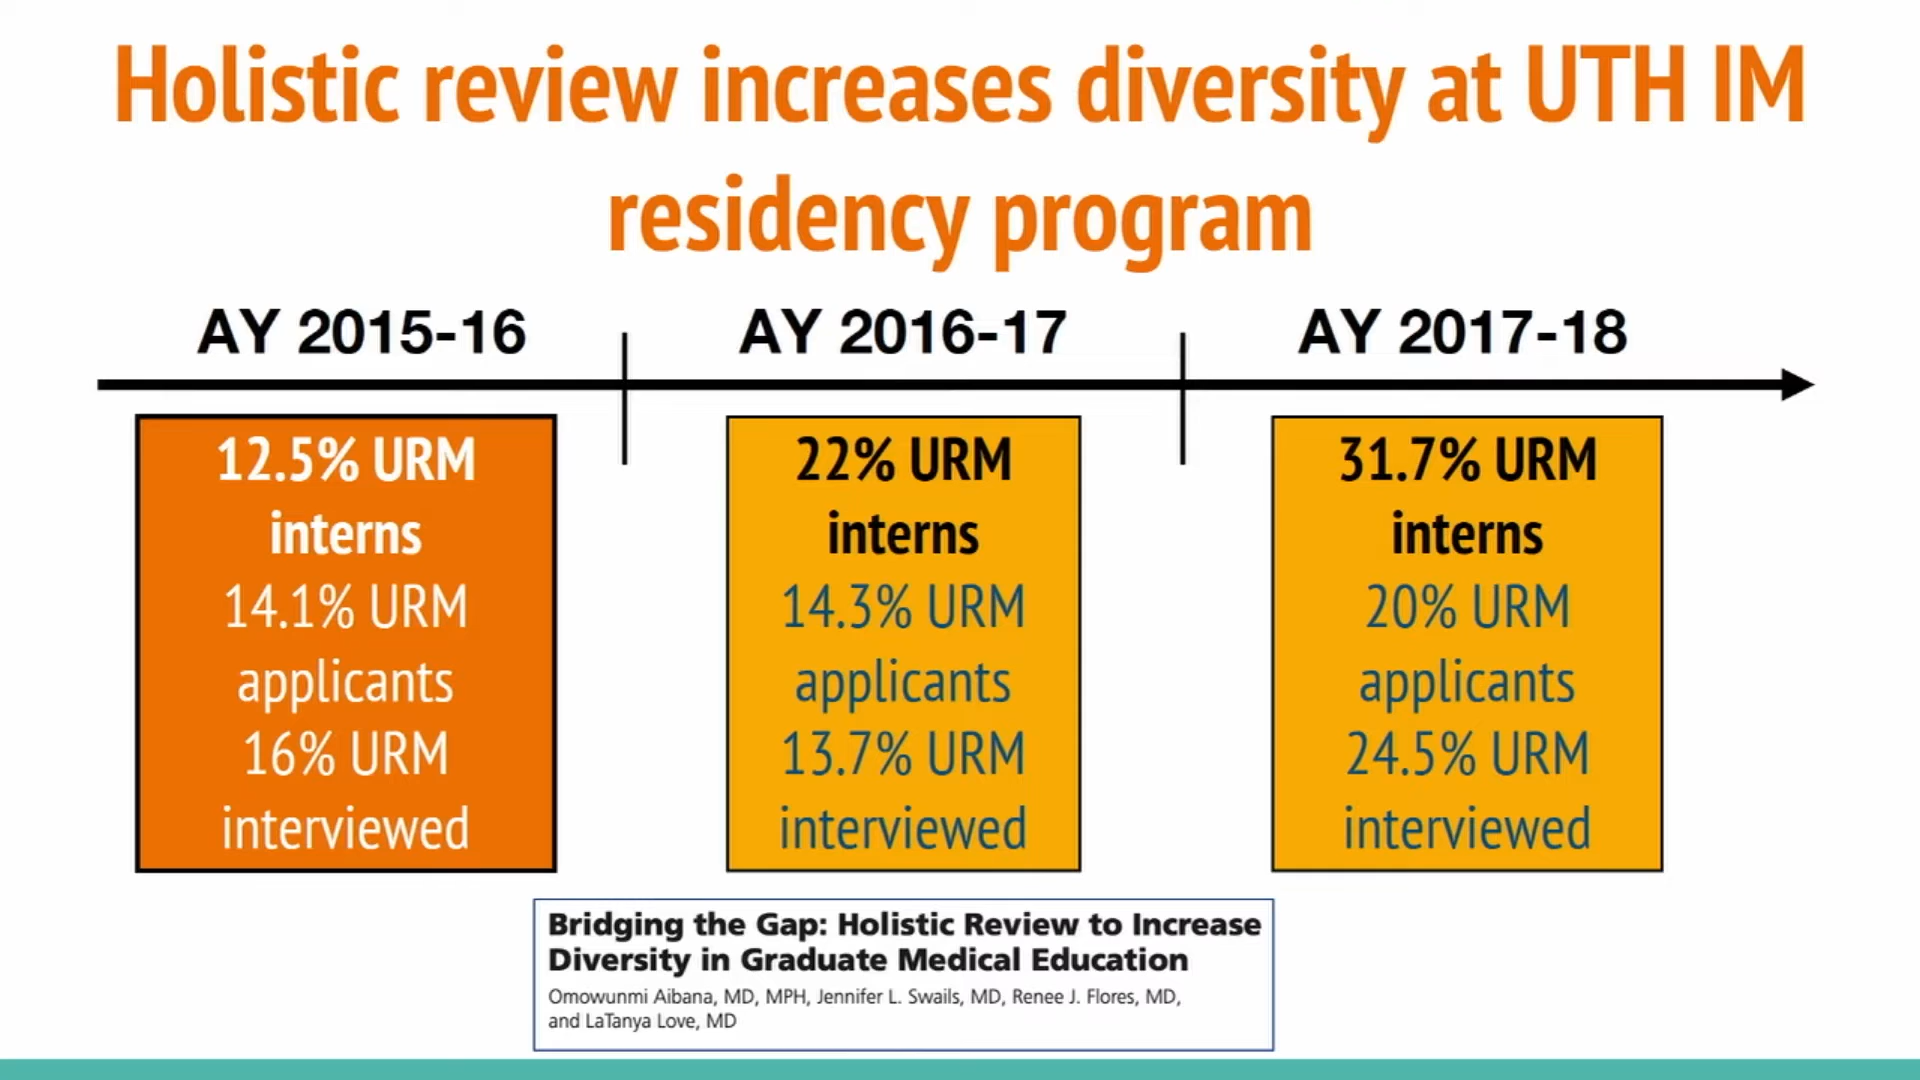 Holistic review increases diversity at UTH IM
residency program
AY 2015-16
AY 2016-17
AY 2017-18
12.5% URM
interns
14.1% URM
applicants
16% URM
interviewed
22% URM
interns
14.3% URM
applicants
13.7% URM
interviewed
31.7% URM
interns
20% URM
applicants
24.5% URM
interviewed
Bridging the Gap: Holistic Review to Increase
Diversity in Graduate Medical Education
Omowunmi Aibana, MD, MPH, Jennifer L. Swails, MD, Renee J. Flores, MD,
and LaTanya Love, MD